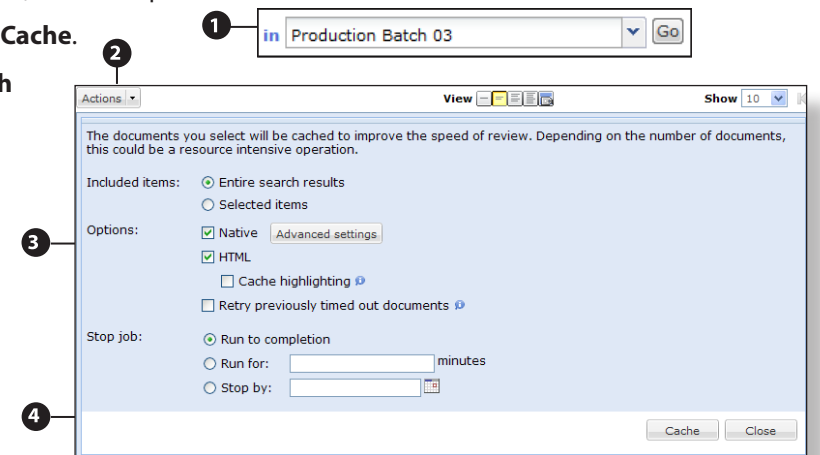 Cache.
h
1
in Production Batch 03 Go
2
Actions View Show 10
The documents you select will be cached to improve the speed of review. Depending on the number of documents,
this could be a resource intensive operation.
Included items: Entire search results
Selected items
3
Options: Native Advanced settings
HTML
Cache highlighting
Retry previously timed out documents
Stop job: Run to completion
Run for: minutes
Stop by:
4
Cache Close